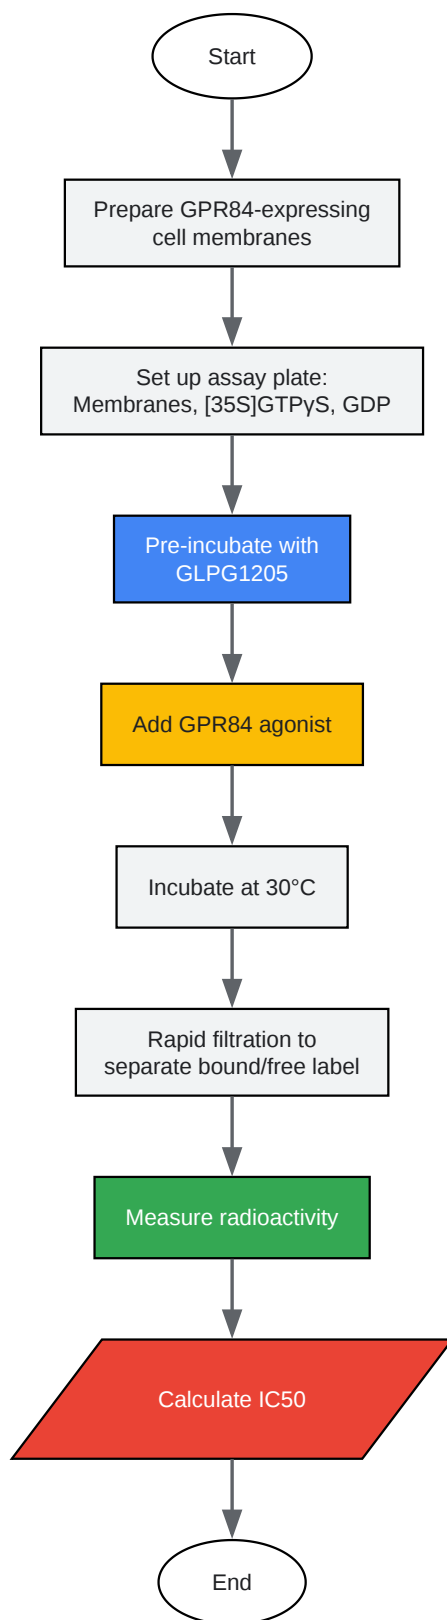 Start
Prepare GPR84-expressing
cell membranes
Set up assay plate:
Membranes, [35S]GTPγS, GDP
Pre-incubate with
GLPG1205
Add GPR84 agonist
Incubate at 30°C
Rapid filtration to
separate bound/free label
Measure radioactivity
Calculate IC50
End